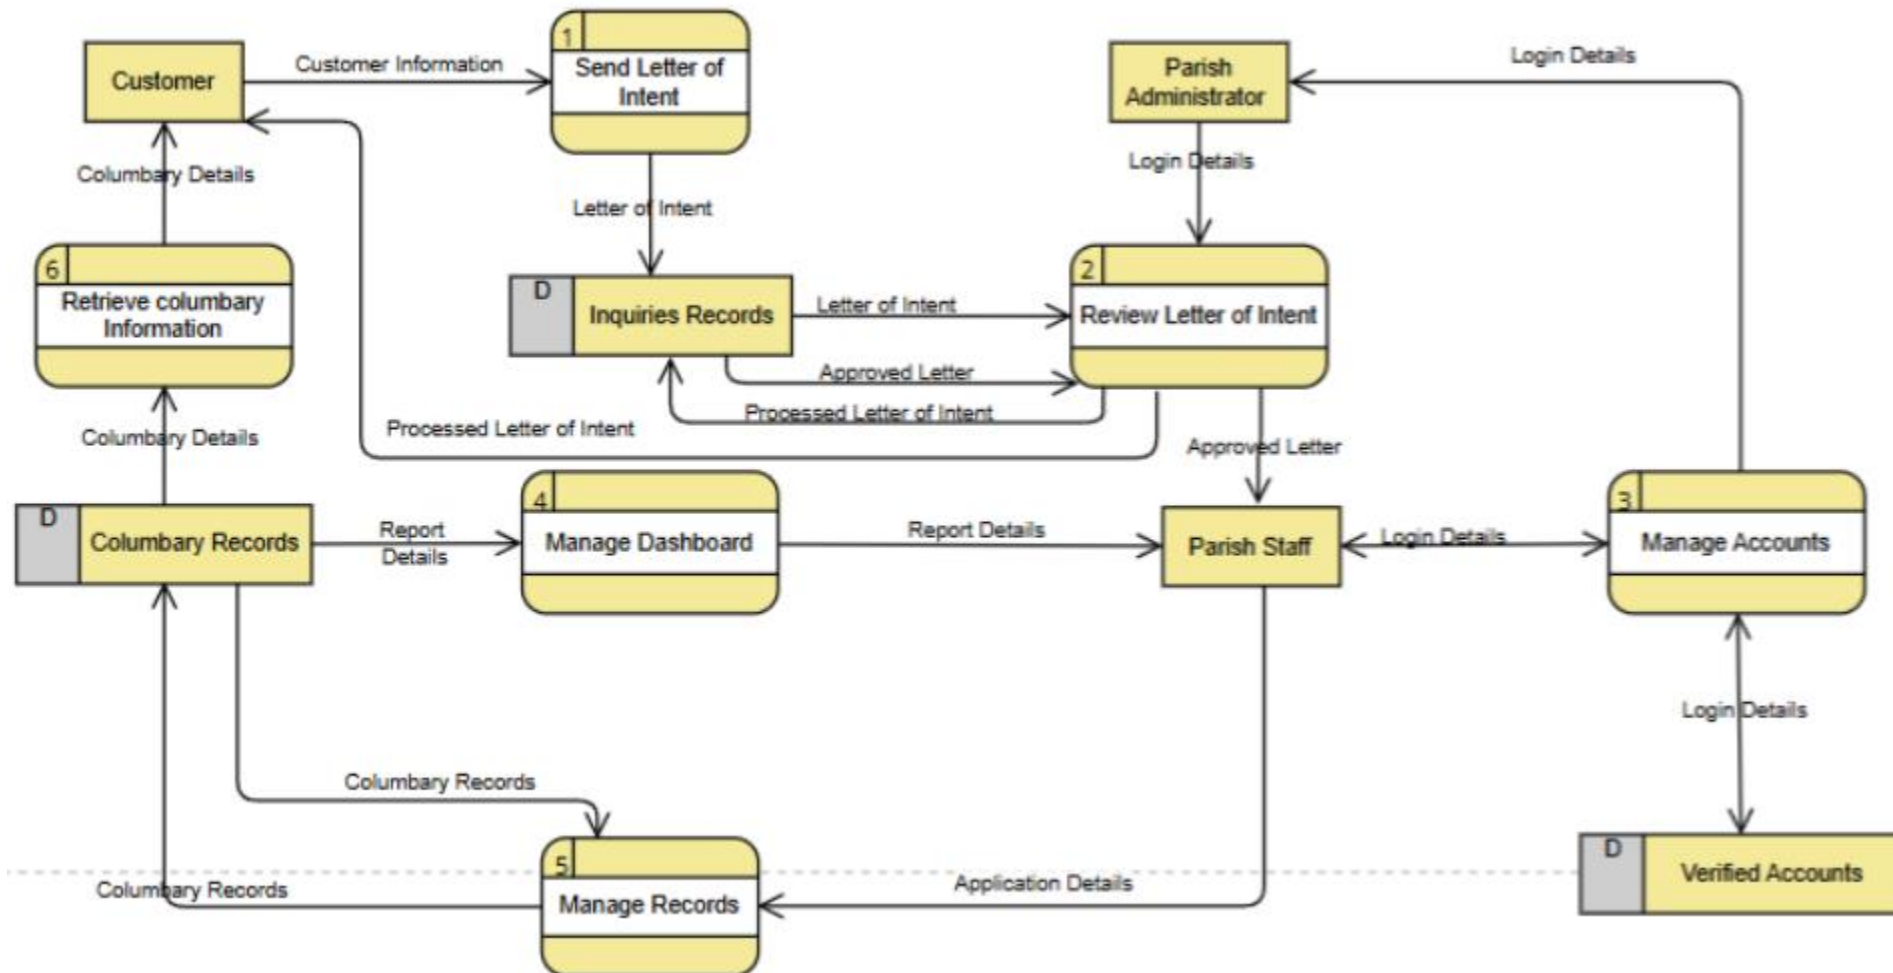 1
Customer
Customer Information
Send Letter of
Intent
Parish
Administrator
Login Details
Columbary Details
Letter of Intent
Login Details
6
Retrieve columbary
Information
D
Inquiries Records
Letter of Intent
2
Review Letter of Intent
Approved Letter
Processed Letter of Intent
Processed Letter of Intent
Columbary Details
Approved Letter
D
Columbary Records
Report
Details
4
Manage Dashboard
Report Details
Parish Staff
Login Details
3
Manage Accounts
Login Details
Columbary Records
5
Manage Records
Columbary Records
Application Details
D
Verified Accounts